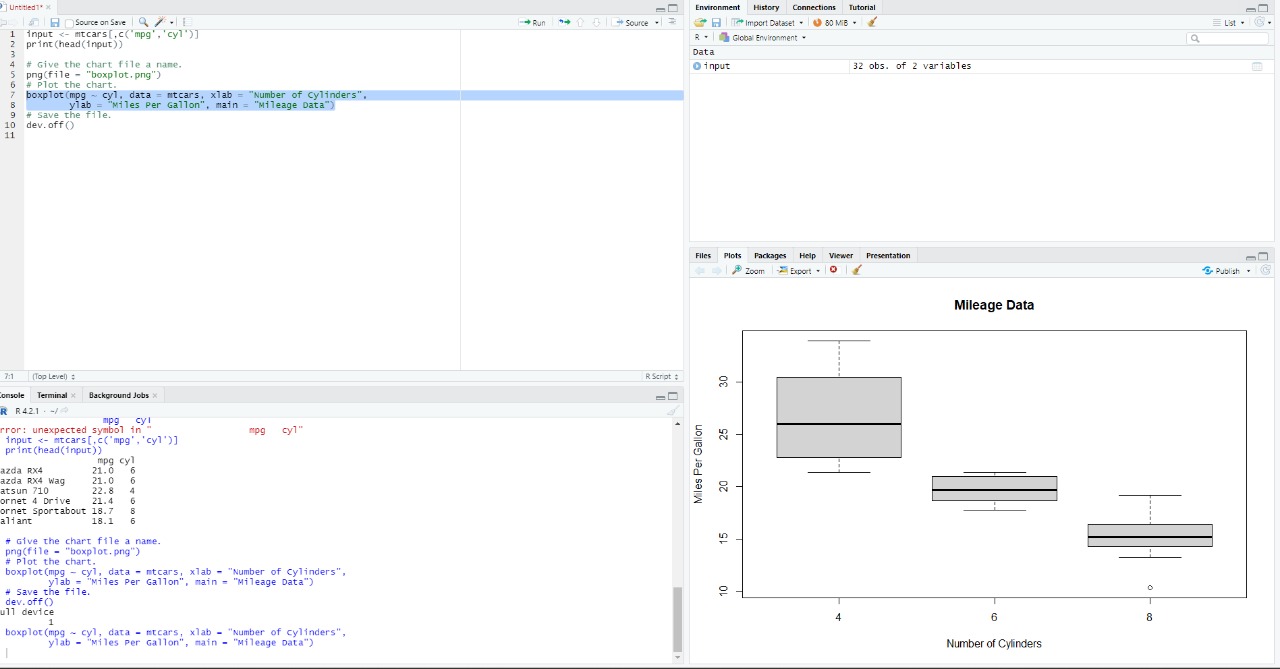 Untitled1*
Source on Save
Run
Source
1 input <- mtcars[,c('mpg','cyl')]
2 print(head(input))
3
4 # Give the chart file a name.
5 png(file = "boxplot.png")
6 # Plot the chart.
7 boxplot(mpg ~ cyl, data = mtcars, xlab = "Number of Cylinders",
8 ylab = "Miles Per Gallon", main = "Mileage Data")
9 # Save the file.
10 dev.off()
11
7:1 (Top Level) R Script
onsole Terminal Background Jobs
R 4.2.1 · ~/
mpg cyl
rror: unexpected symbol in " mpg cyl"
input <- mtcars[,c('mpg','cyl')]
print(head(input))
mpg cyl
azda RX4 21.0 6
azda RX4 Wag 21.0 6
atsun 710 22.8 4
ornet 4 Drive 21.4 6
ornet Sportabout 18.7 8
aliant 18.1 6
# Give the chart file a name.
png(file = "boxplot.png")
# Plot the chart.
boxplot(mpg ~ cyl, data = mtcars, xlab = "Number of Cylinders",
ylab = "Miles Per Gallon", main = "Mileage Data")
# Save the file.
dev.off()
ull device
1
boxplot(mpg ~ cyl, data = mtcars, xlab = "Number of Cylinders",
ylab = "Miles Per Gallon", main = "Mileage Data")
Environment History Connections Tutorial
Import Dataset 80 MiB List
R Global Environment
Data
input 32 obs. of 2 variables
Files Plots Packages Help Viewer Presentation
Zoom Export Publish
Mileage Data
Miles Per Gallon
30
25
20
15
10
4 6 8
Number of Cylinders